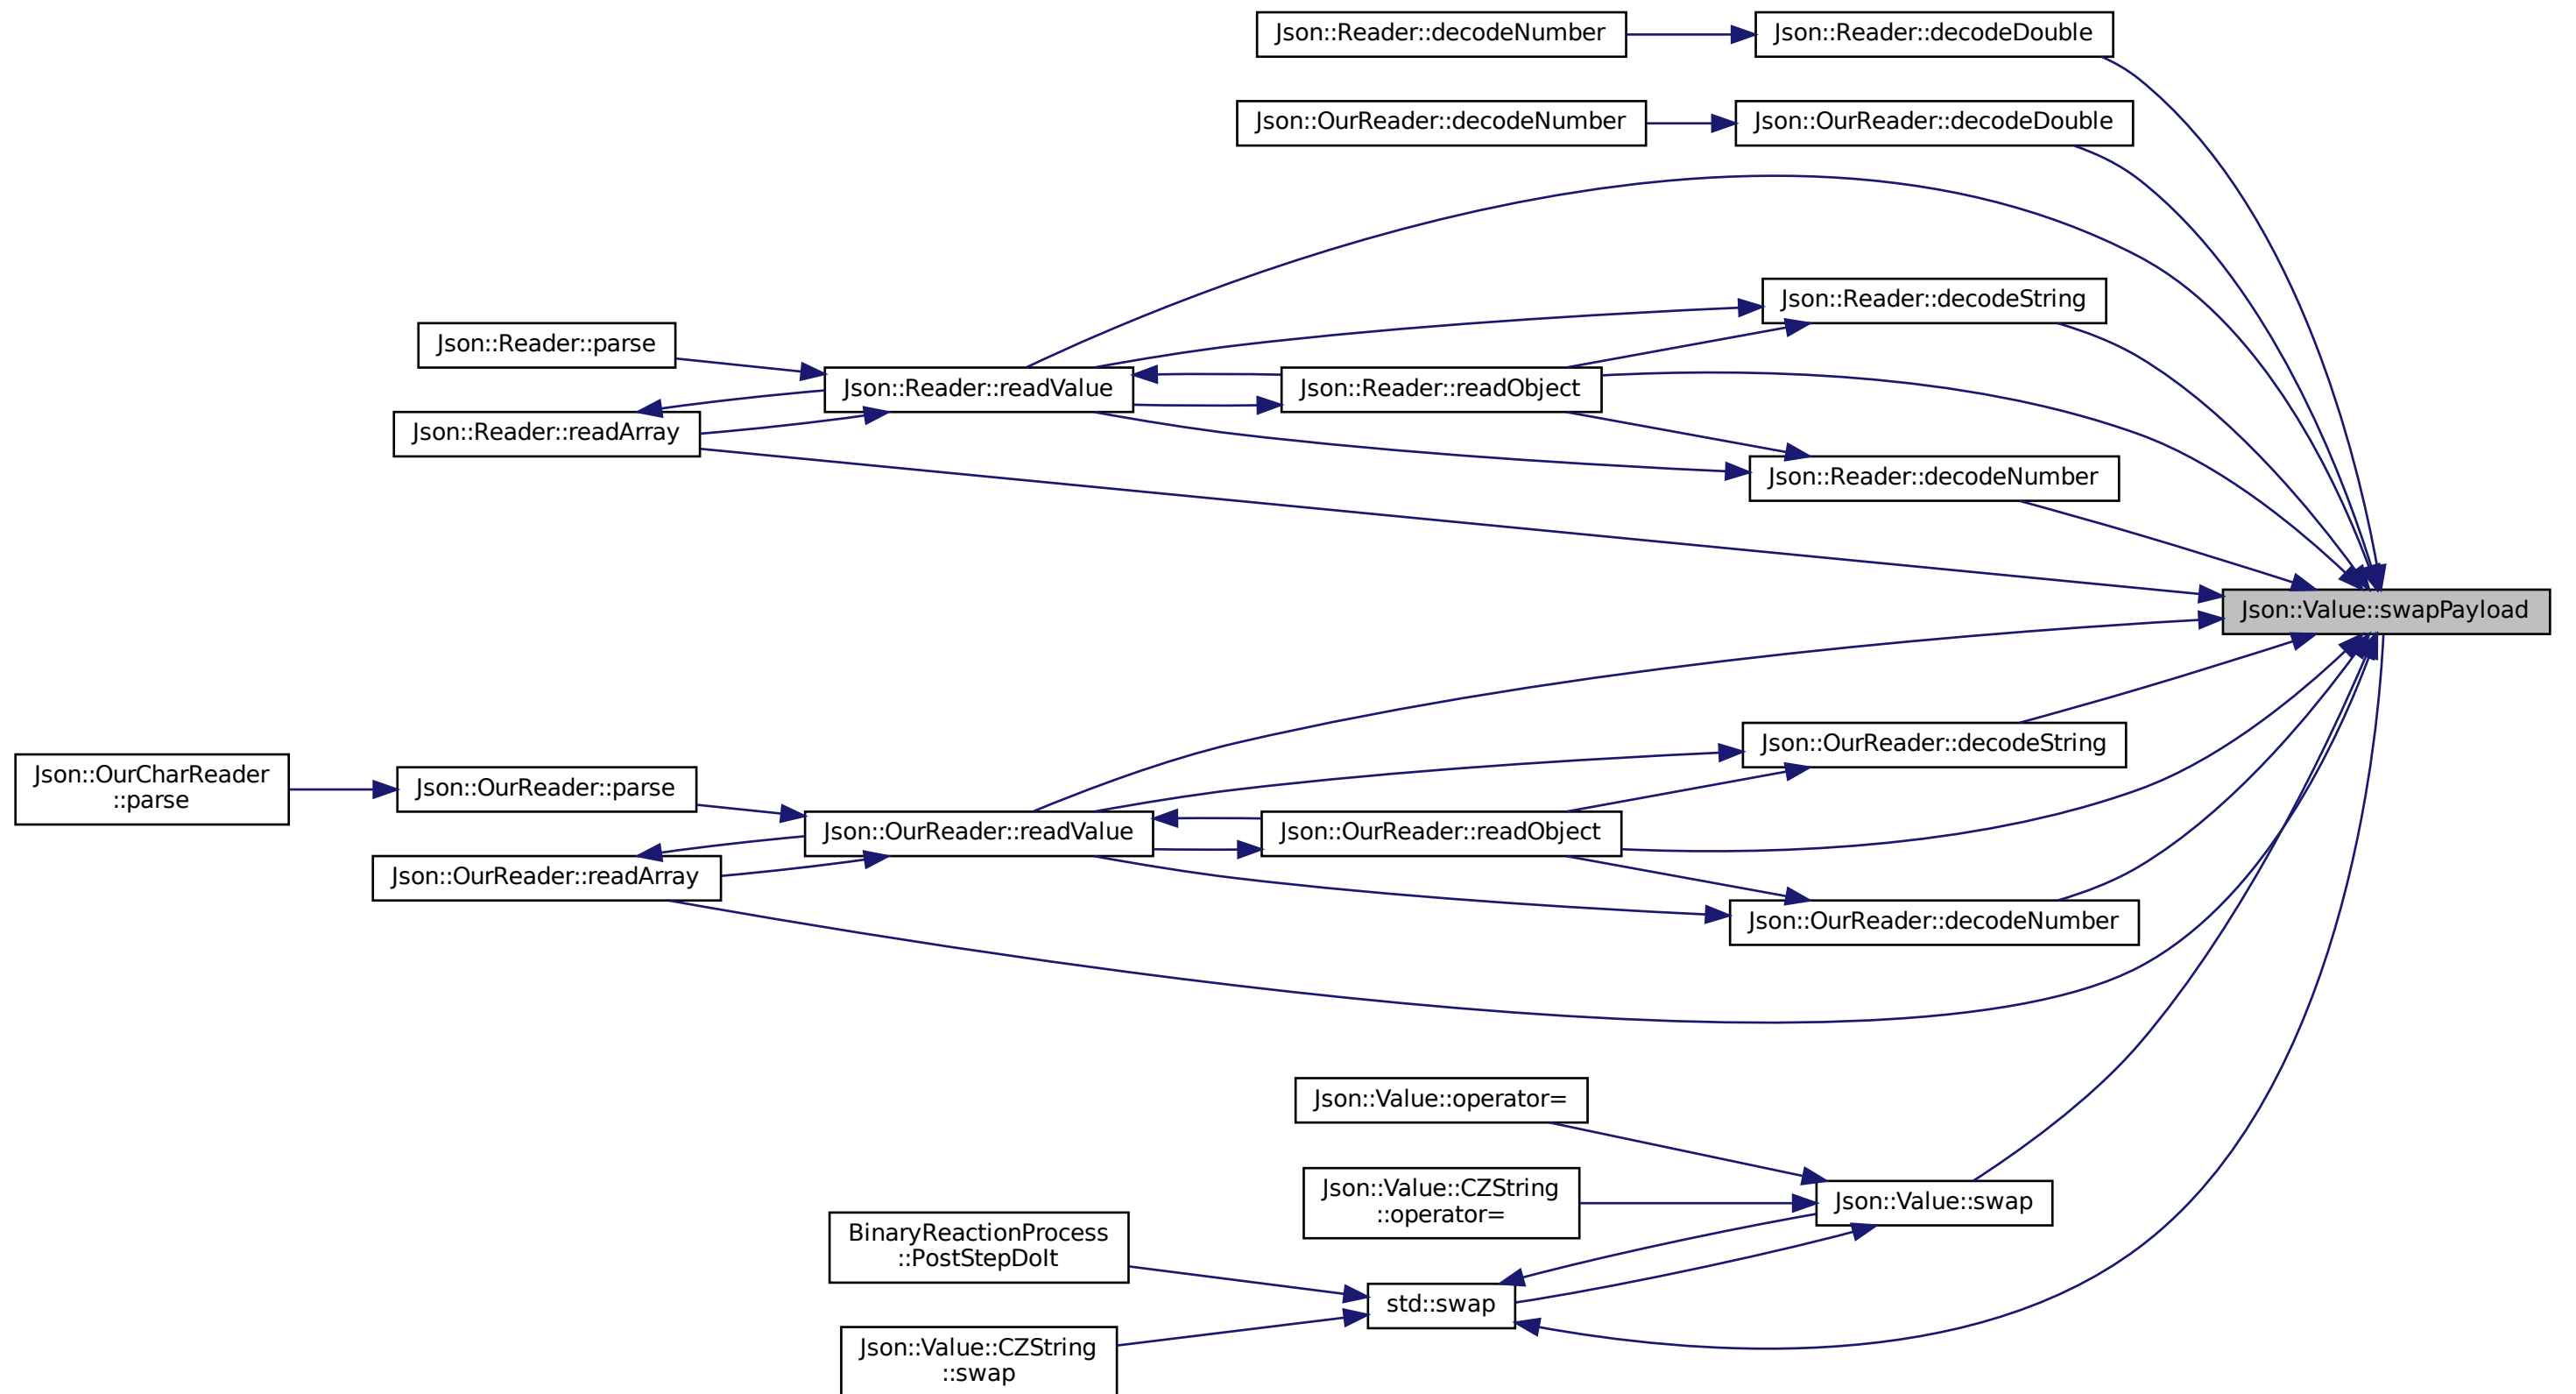 Json::Reader::decodeNumber
Json::Reader::decodeDouble
Json::OurReader::decodeNumber
Json::OurReader::decodeDouble
Json::Reader::decodeString
Json::Reader::parse
Json::Reader::readValue
Json::Reader::readObject
Json::Reader::readArray
Json::Reader::decodeNumber
Json::Value::swapPayload
Json::OurReader::decodeString
Json::OurCharReader
::parse
Json::OurReader::parse
Json::OurReader::readValue
Json::OurReader::readObject
Json::OurReader::readArray
Json::OurReader::decodeNumber
Json::Value::operator=
Json::Value::CZString
::operator=
Json::Value::swap
BinaryReactionProcess
::PostStepDoIt
std::swap
Json::Value::CZString
::swap